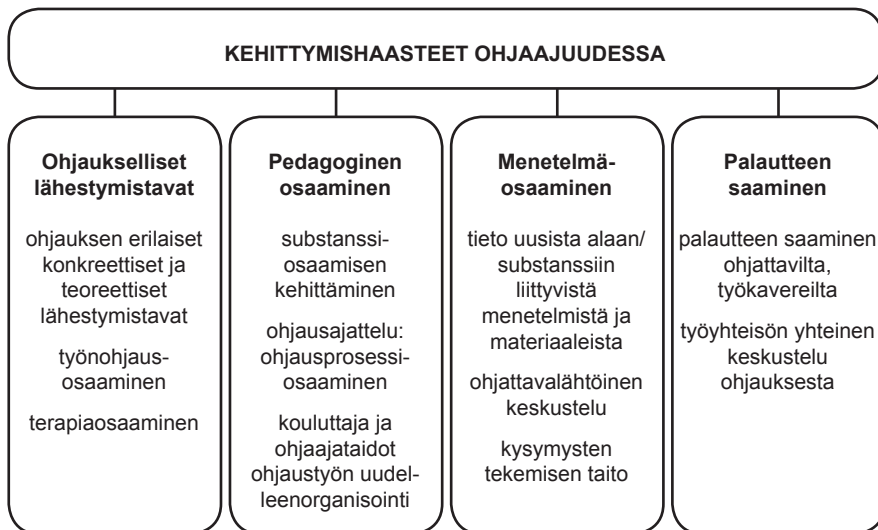 KEHITTYMISHAASTEET OHJAAJUUDESSA
Ohjaukselliset
lähestymistavat
ohjauksen erilaiset
konkreettiset ja
teoreettiset
lähestymistavat
työnohjaus-
osaaminen
terapiaosaaminen
Pedagoginen
osaaminen
substanssi-
osaamisen
kehittäminen
ohjausajattelu:
ohjausprosessi-
osaaminen
kouluttaja ja
ohjaajataidot
ohjaustyön uudel-
leenorganisointi
Menetelmä-
osaaminen
tieto uusista alaan/
substanssiin
liittyvistä
menetelmistä ja
materiaaleista
ohjattavalähtöinen
keskustelu
kysymysten
tekemisen taito
Palautteen
saaminen
palautteen saaminen
ohjattavilta,
työkavereilta
työyhteisön yhteinen
keskustelu
ohjauksesta